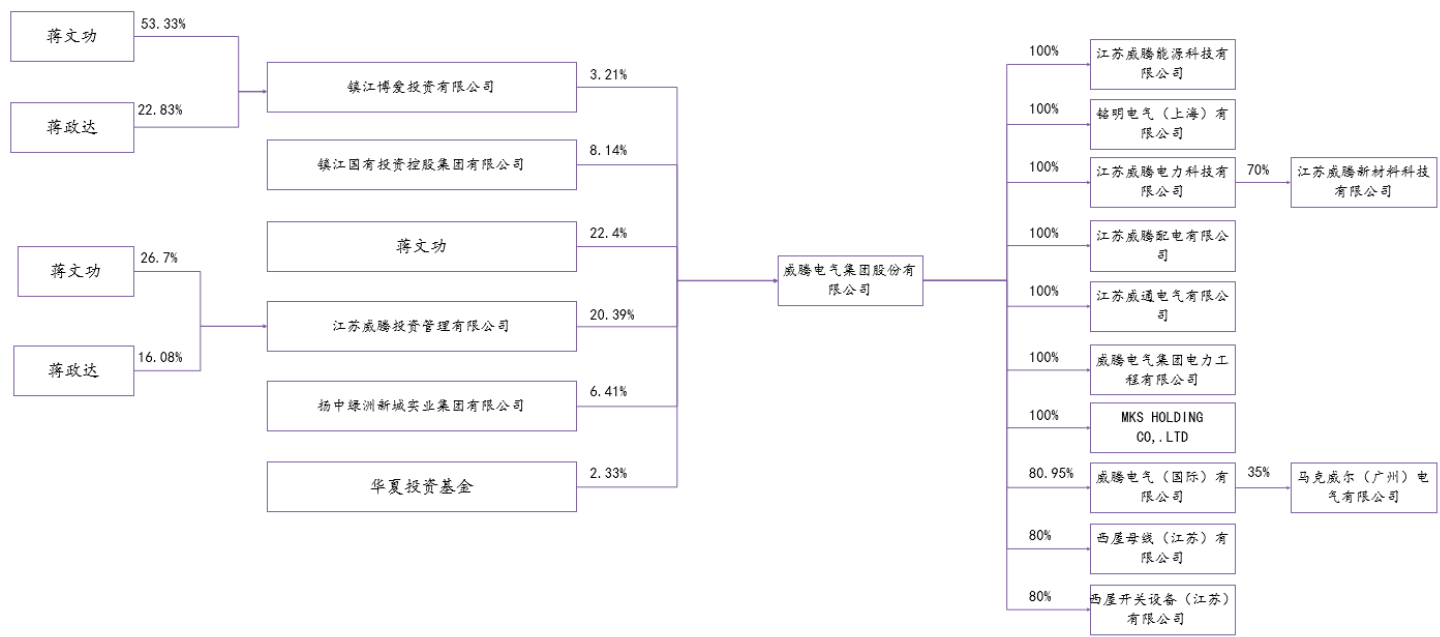 蒋文功
53.33%
蒋政达
22.83%
蒋文功
26.7%
蒋政达
16.08%
镇江博爱投资有限公司
3.21%
镇江国有投资控股集团有限公司
8.14%
蒋文功
22.4%
江苏威腾投资管理有限公司
20.39%
扬中绿洲新城实业集团有限公司
6.41%
华夏投资基金
2.33%
威腾电气集团股份有
限公司
100%
江苏威腾能源科技有
限公司
100%
铭明电气（上海）有
限公司
100%
江苏威腾电力科技有
限公司
70%
江苏威腾新材料科技
有限公司
100%
江苏威腾配电有限公
司
100%
江苏威通电气有限公
司
100%
威腾电气集团电力工
程有限公司
100%
MKS HOLDING
CO,.LTD
80.95%
威腾电气（国际）有
限公司
35%
马克威尔（广州）电
气有限公司
80%
西屋母线（江苏）有
限公司
80%
西屋开关设备（江苏）
有限公司